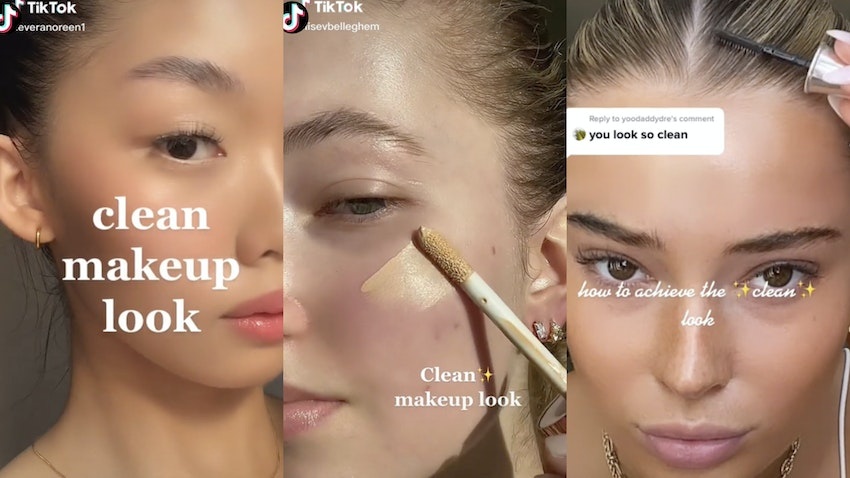 TikTok
.everanoreen1
clean
makeup
look
TikTok
isevbelleghem
Clean✨
makeup look
Reply to yoodaddydre's comment
you look so clean
how to achieve the ✨clean✨
look